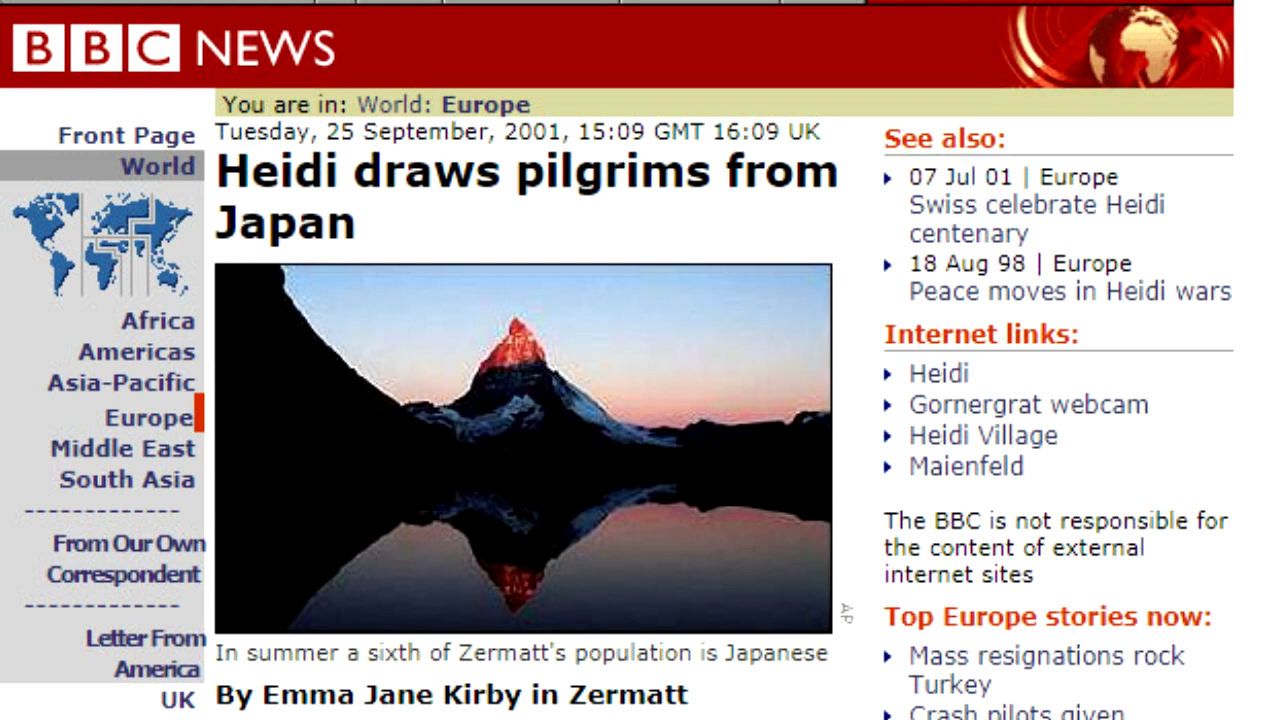 BBC NEWS
You are in: World: Europe
Front Page
World
Africa
Americas
Asia-Pacific
Europe
Middle East
South Asia
-------------
From Our Own
Correspondent
-------------
Letter From
America
UK
Tuesday, 25 September, 2001, 15:09 GMT 16:09 UK
Heidi draws pilgrims from
Japan
AP
In summer a sixth of Zermatt's population is Japanese
By Emma Jane Kirby in Zermatt
See also:
07 Jul 01 | Europe
Swiss celebrate Heidi
centenary
18 Aug 98 | Europe
Peace moves in Heidi wars
Internet links:
Heidi
Gornergrat webcam
Heidi Village
Maienfeld
The BBC is not responsible for
the content of external
internet sites
Top Europe stories now:
Mass resignations rock
Turkey
Crash pilots given